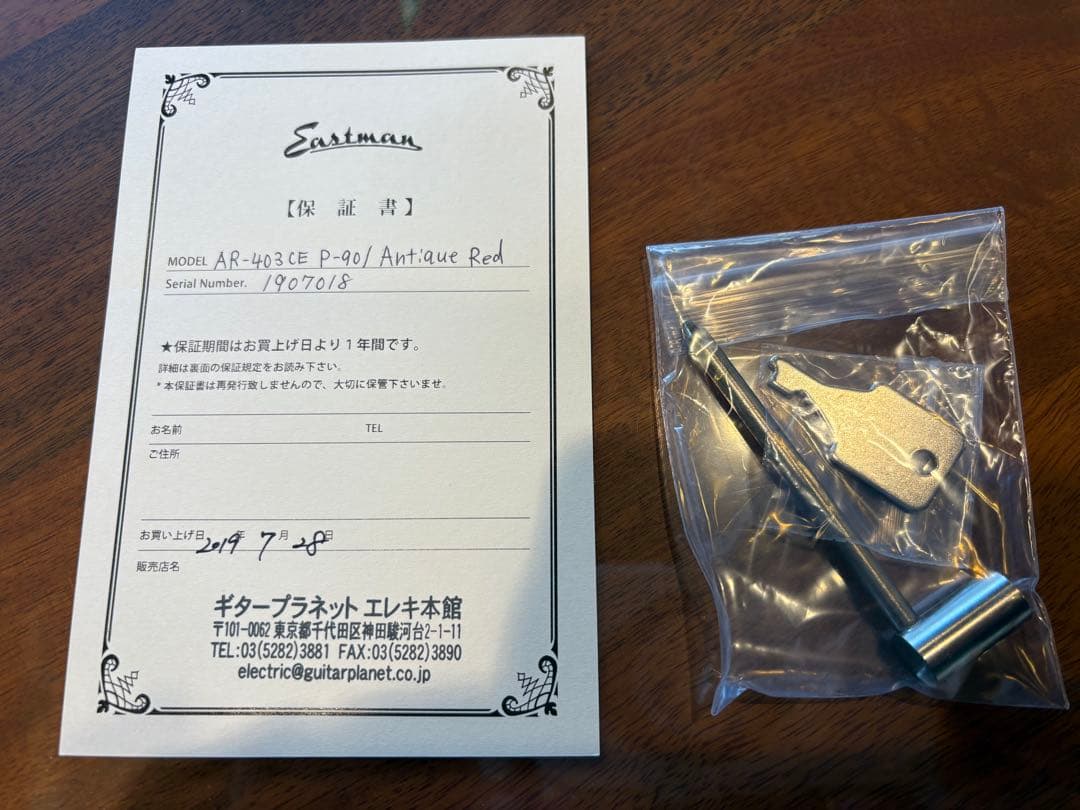 Eastman
【保証書】
MODEL AR-403CE P-90/ Antique Red
Serial Number. 1907018
★保証期間はお買上げ日より1年間です。
詳細は裏面の保証規定をお読み下さい。
*本保証書は再発行致しませんので、大切に保管下さいませ。
お名前 TEL
ご住所
お買い上げ日 2019年 7月 28日
販売店名
ギタープラネット エレキ本館
〒101-0062 東京都千代田区神田駿河台2-1-11
TEL:03(5282)3881 FAX:03(5282)3890
electric@guitarplanet.co.jp